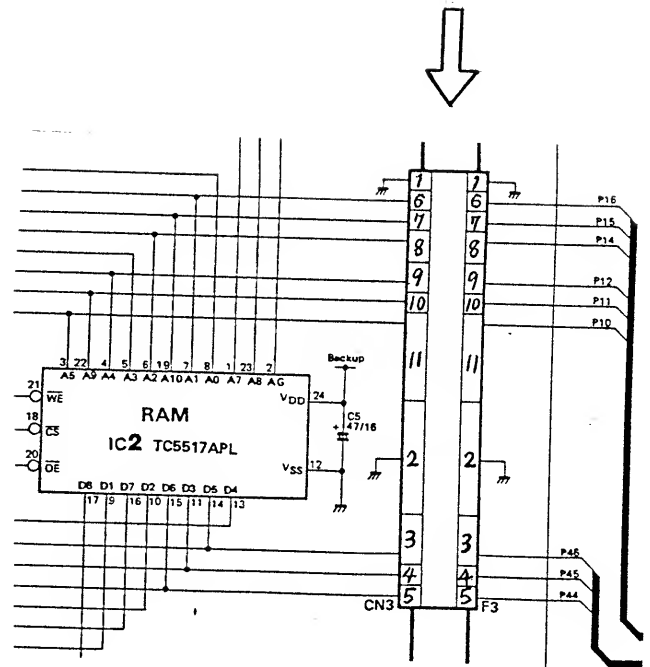 1 1
6 6 P16
7 7 P15
8 8 P14
9 9 P12
10 10 P11
11 11 P10
3 22 4 5 6 19 7 8 1 23 2
A5 A9 A4 A3 A2 A10 A1 A0 A7 A8 AG
Backup
21 WE
VDD 24
RAM
C5
18 CS
+ 47/16
IC2 TC5517APL
20 OE
VSS 12
2 2
D8 D1 D7 D2 D6 D3 D5 D4
17 9 16 10 15 11 14 13
3 3 P46
4 4 P45
5 5 P44
CN3 F3